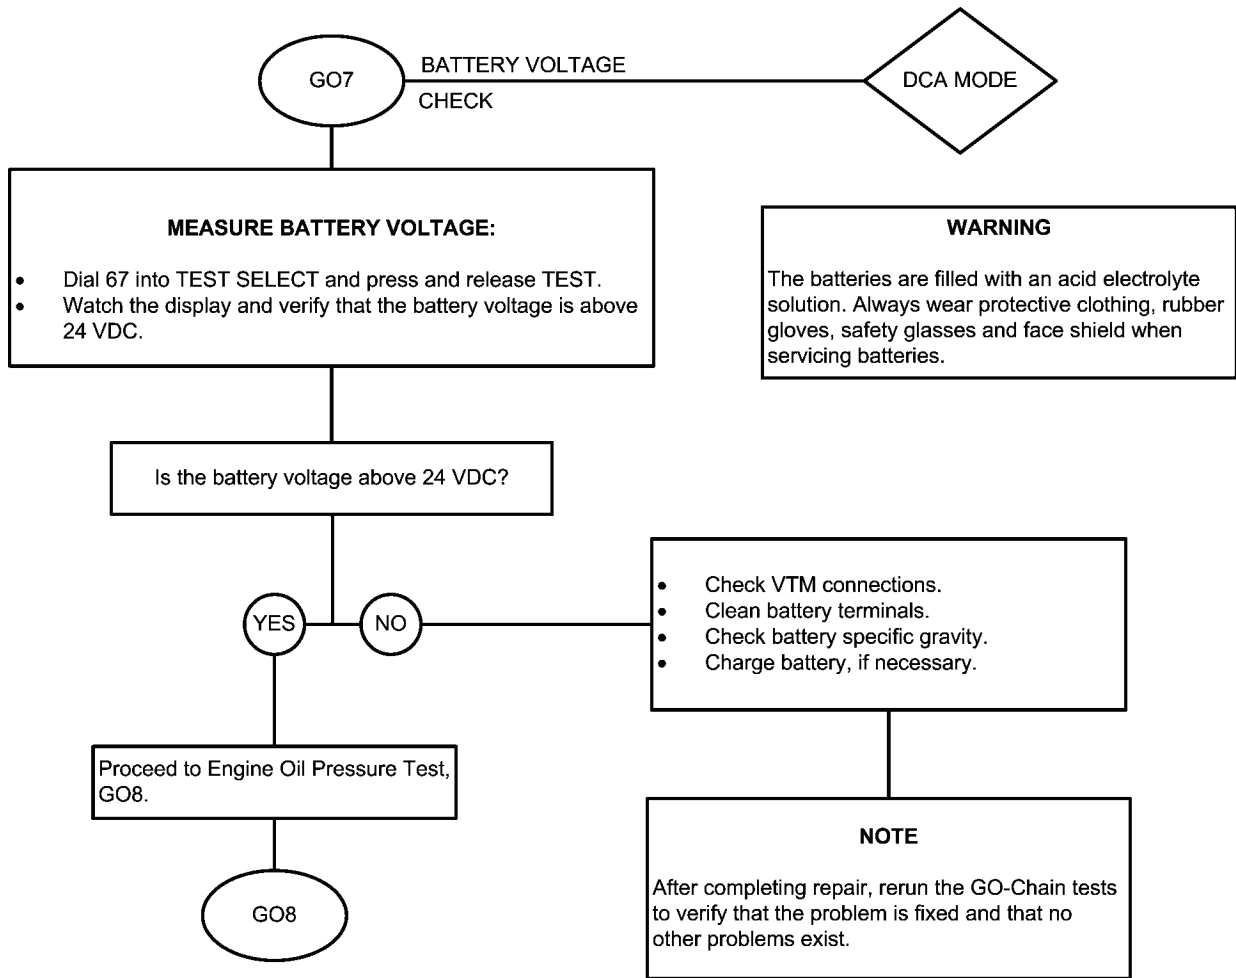 GO7
BATTERY VOLTAGE
CHECK
DCA MODE
MEASURE BATTERY VOLTAGE:
• Dial 67 into TEST SELECT and press and release TEST.
• Watch the display and verify that the battery voltage is above
24 VDC.
WARNING
The batteries are filled with an acid electrolyte
solution. Always wear protective clothing, rubber
gloves, safety glasses and face shield when
servicing batteries.
Is the battery voltage above 24 VDC?
YES
NO
• Check VTM connections.
• Clean battery terminals.
• Check battery specific gravity.
• Charge battery, if necessary.
Proceed to Engine Oil Pressure Test,
GO8.
GO8
NOTE
After completing repair, rerun the GO-Chain tests
to verify that the problem is fixed and that no
other problems exist.